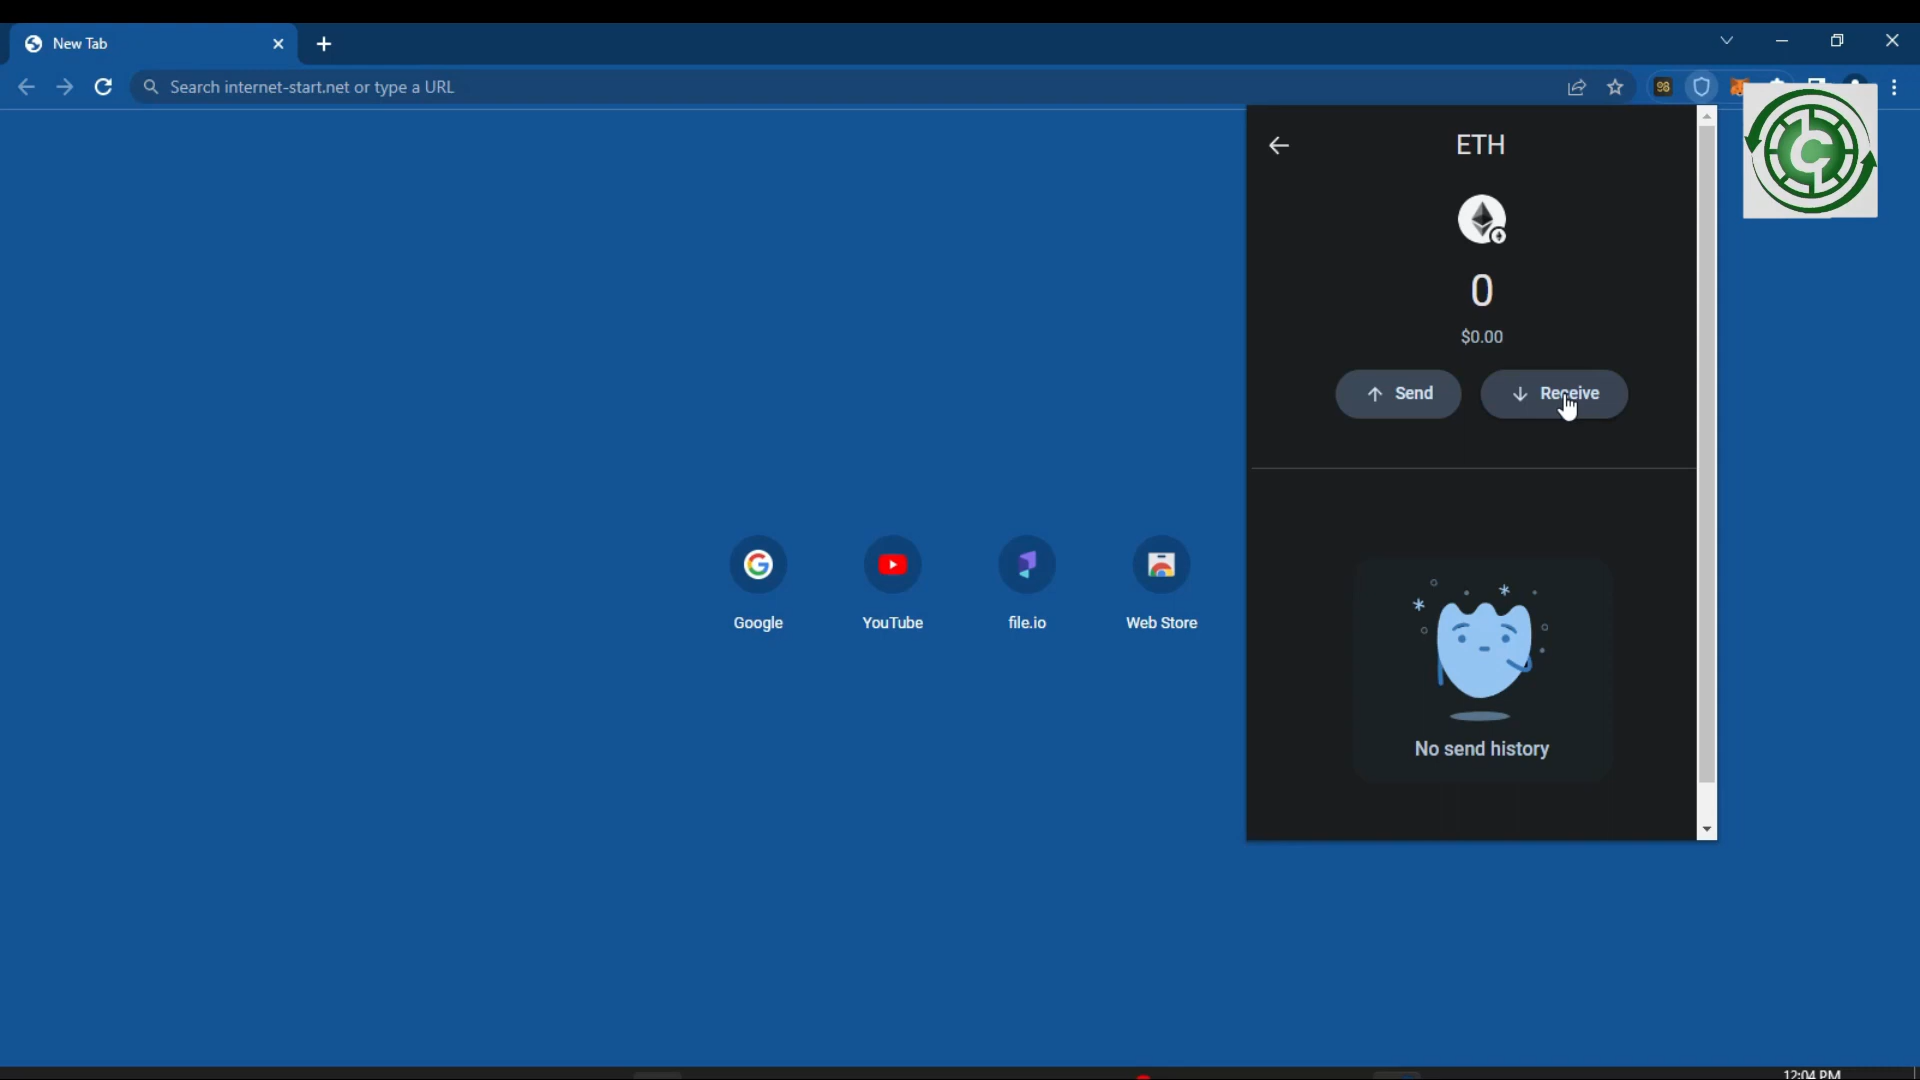 New Tab
Search internet-start.net or type a URL
98
ETH
0
$0.00
Send
Receive
Google
YouTube
file.io
Web Store
No send history
12:04 PM